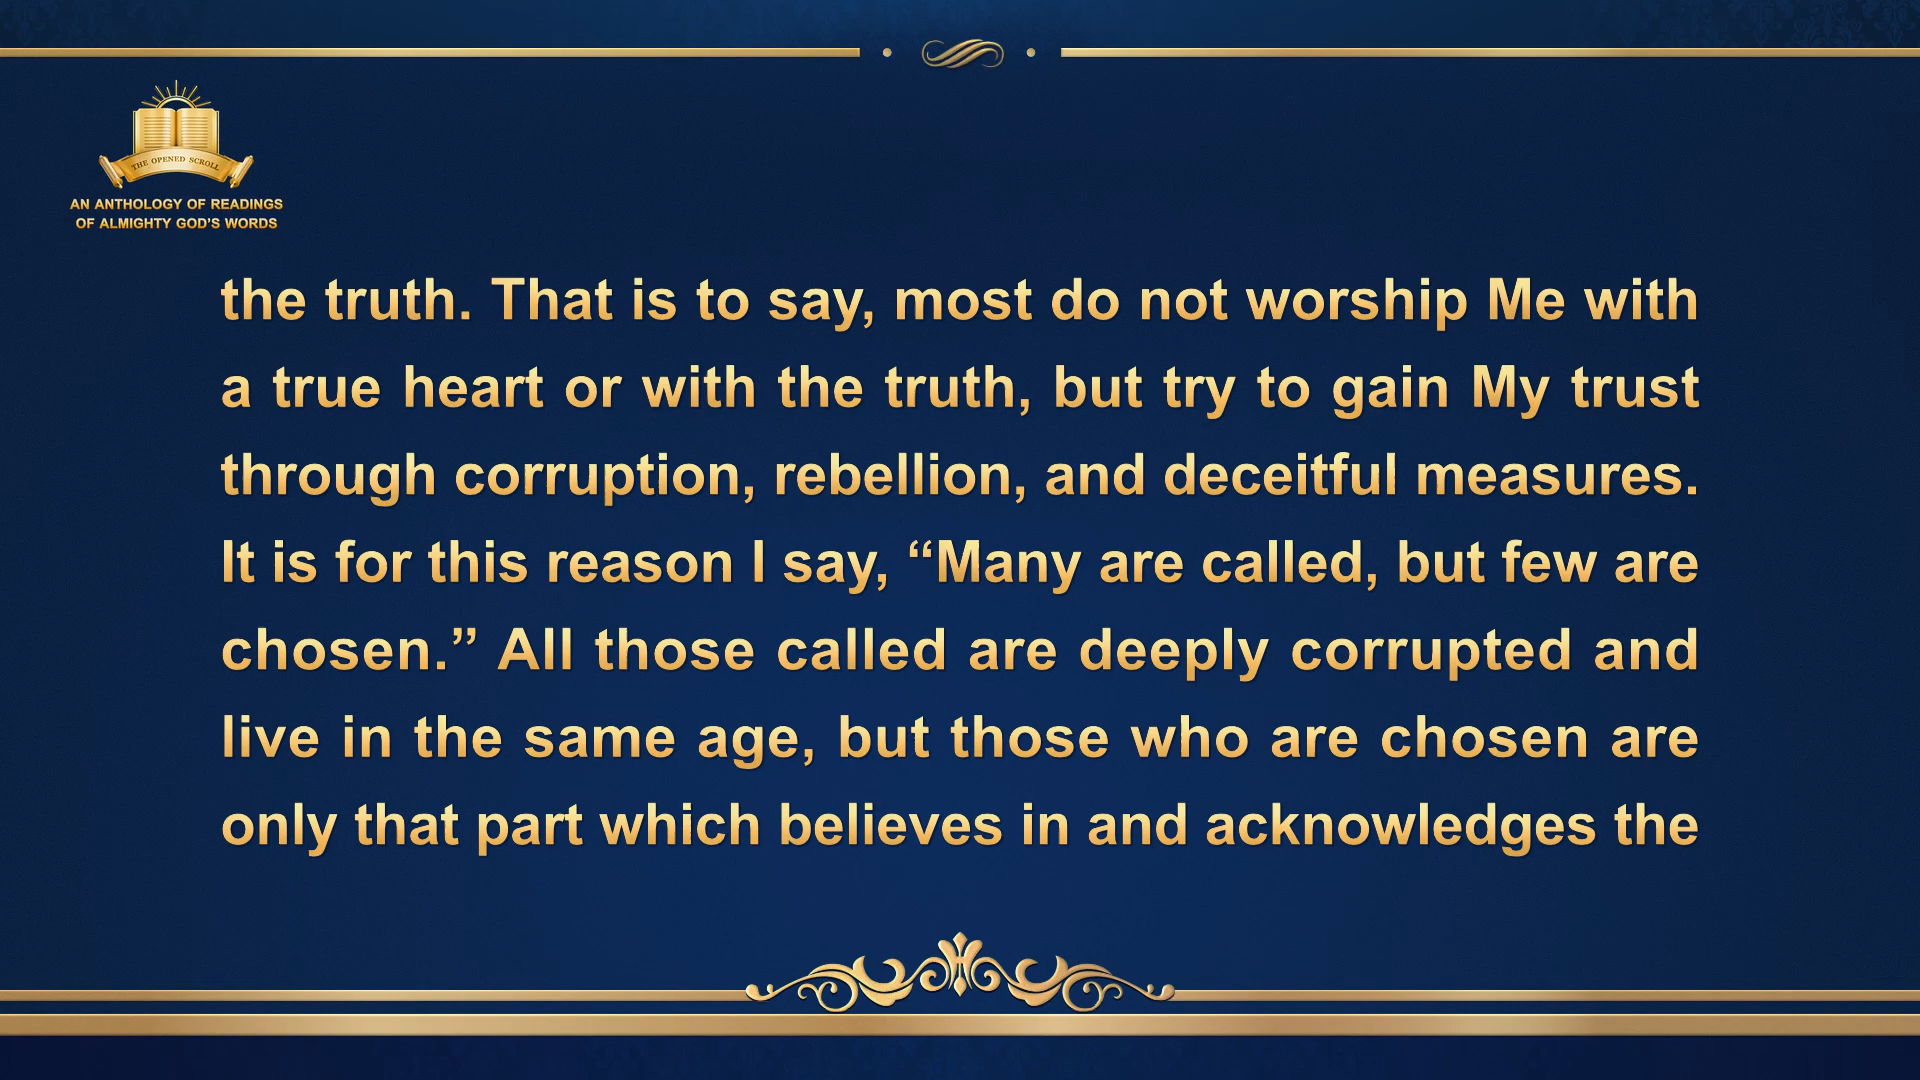 THE OPENED SCROLL
AN ANTHOLOGY OF READINGS
OF ALMIGHTY GOD'S WORDS
the truth. That is to say, most do not worship Me with
a true heart or with the truth, but try to gain My trust
through corruption, rebellion, and deceitful measures.
It is for this reason I say, “Many are called, but few are
chosen.” All those called are deeply corrupted and
live in the same age, but those who are chosen are
only that part which believes in and acknowledges the